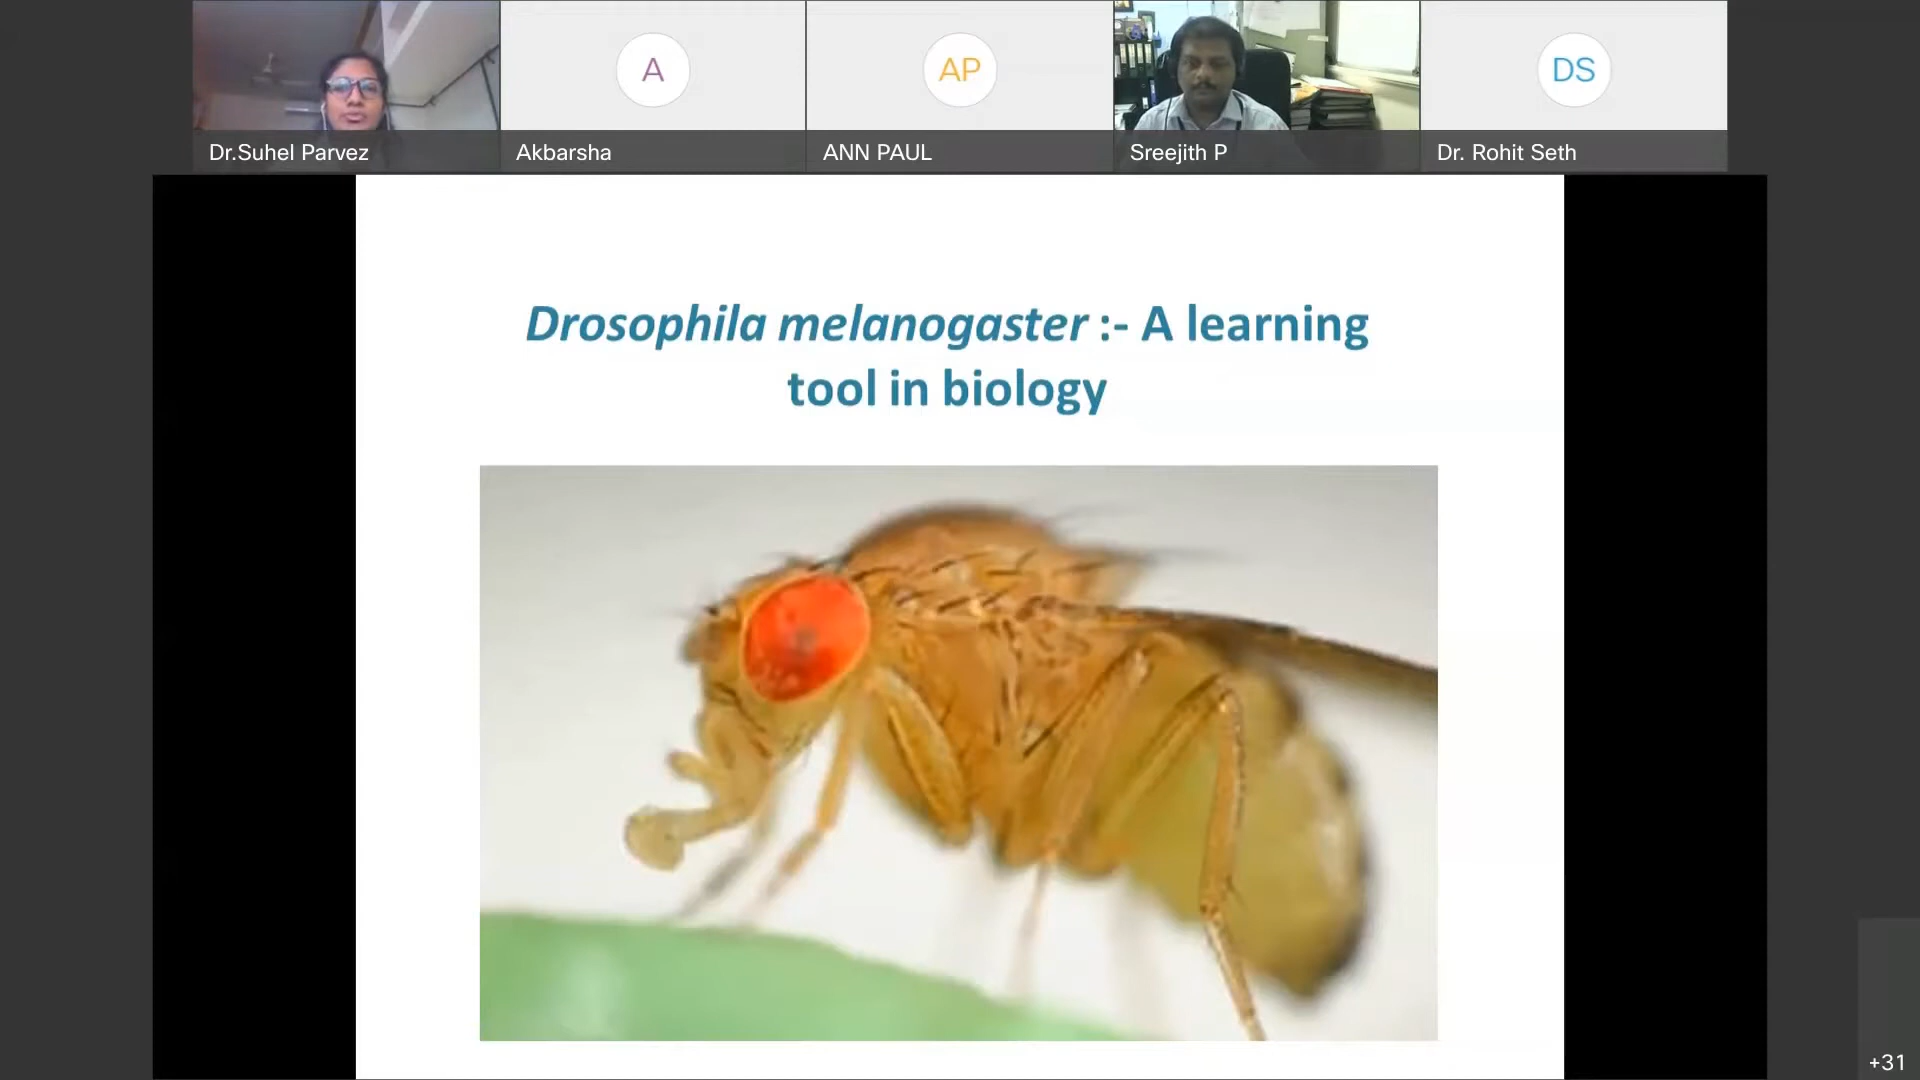 A
AP
DS
Dr.Suhel Parvez
Akbarsha
ANN PAUL
Sreejith P
Dr. Rohit Seth
Drosophila melanogaster :- A learning
tool in biology
+31